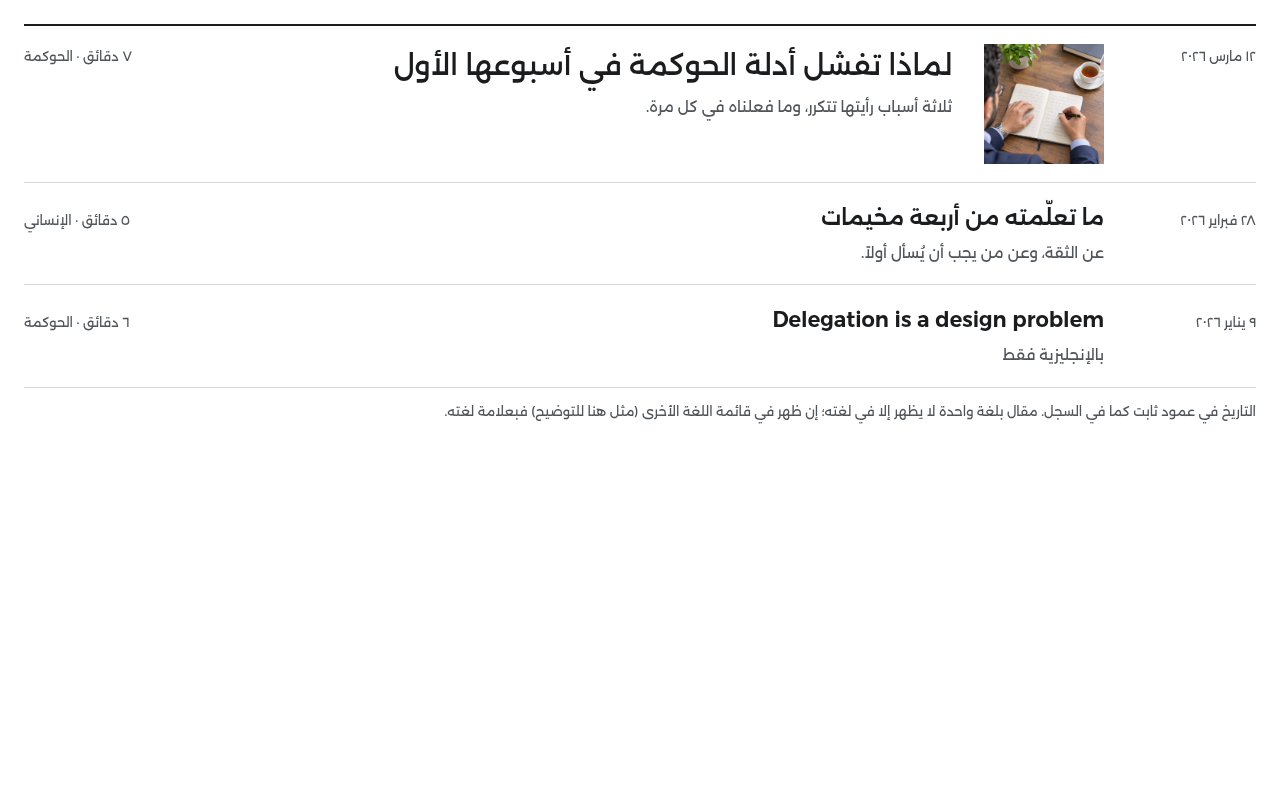 ١٢ مارس ٢٠٢٦
لماذا تفشل أدلة الحوكمة في أسبوعها الأول
ثلاثة أسباب رأيتها تتكرر، وما فعلناه في كل مرة.
٧ دقائق · الحوكمة
٢٨ فبراير ٢٠٢٦
ما تعلّمته من أربعة مخيمات
عن الثقة، وعن من يجب أن يُسأل أولاً.
٥ دقائق · الإنساني
٩ يناير ٢٠٢٦
Delegation is a design problem
بالإنجليزية فقط
٦ دقائق · الحوكمة
التاريخ في عمود ثابت كما في السجل. مقال بلغة واحدة لا يظهر إلا في لغته؛ إن ظهر في قائمة اللغة الأخرى (مثل هنا للتوضيح) فبعلامة لغته.